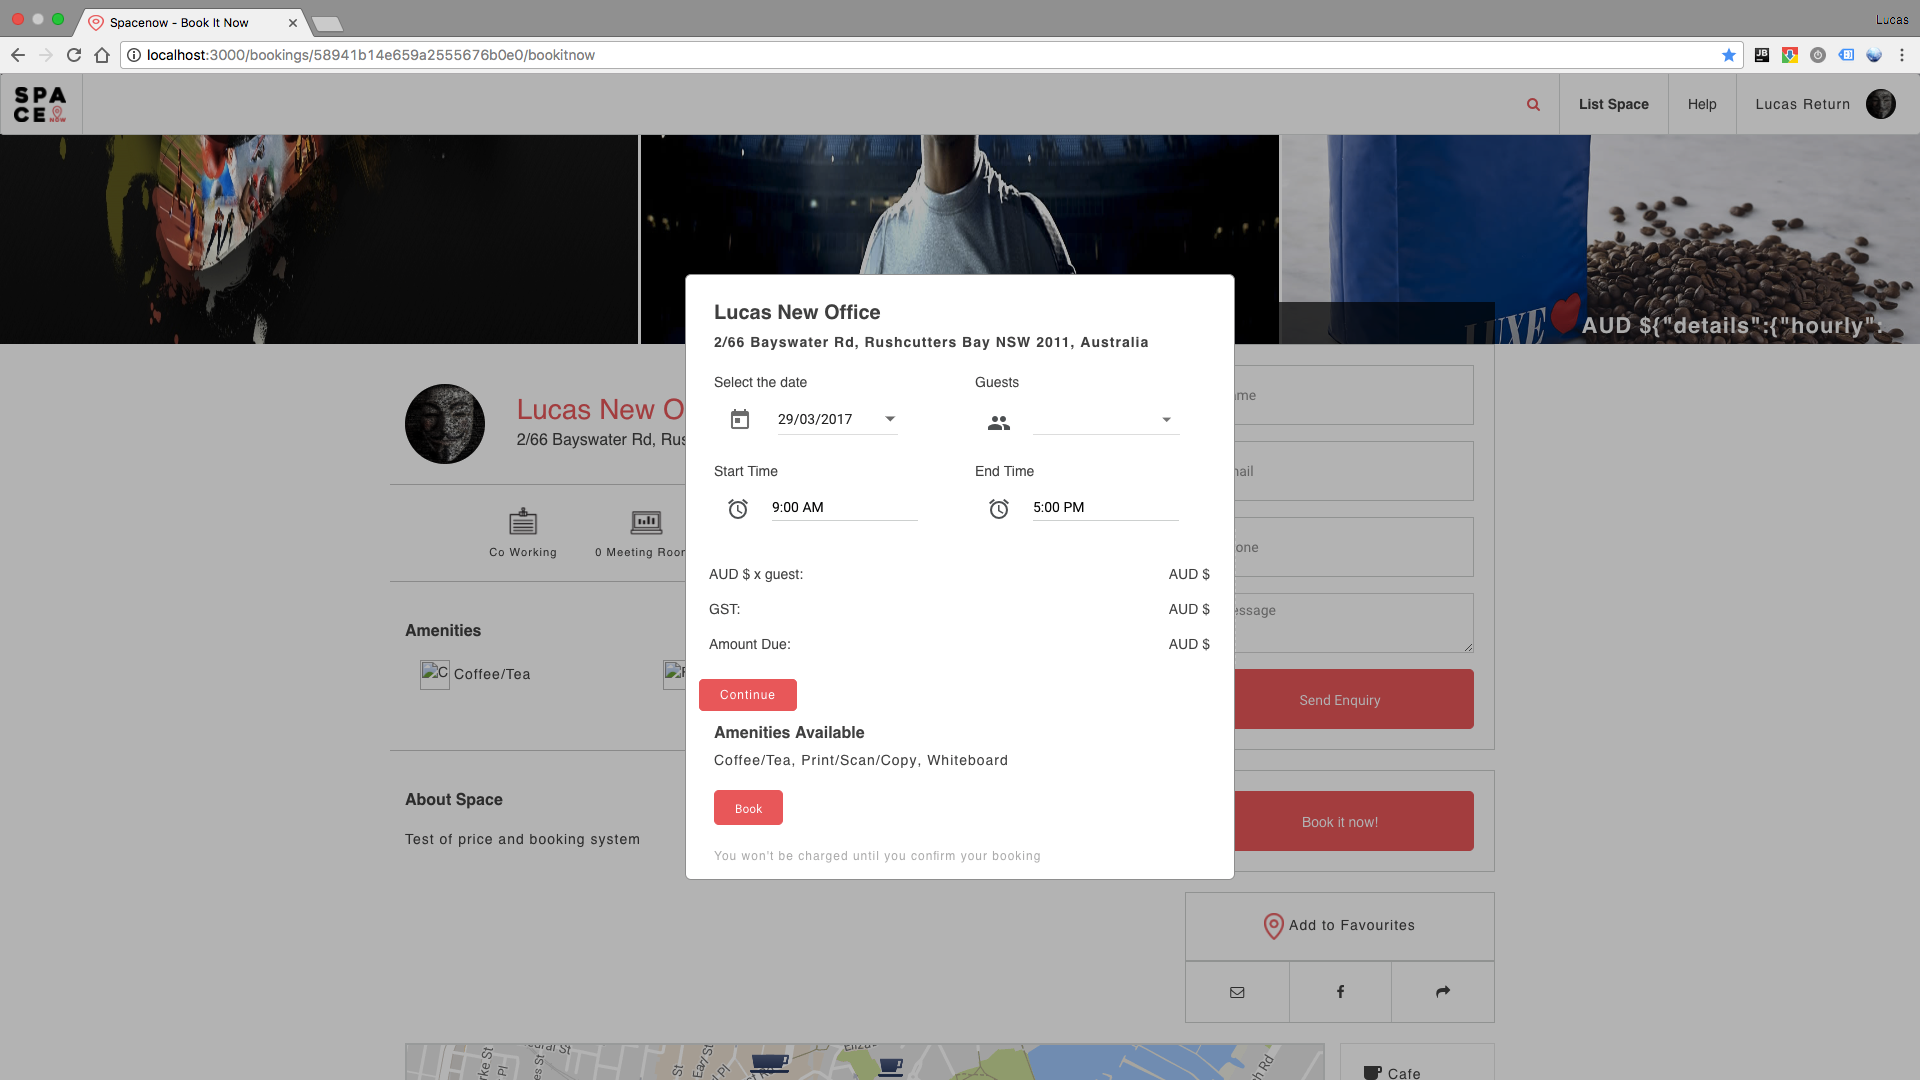 Spacenow - Book It Now
Lucas
localhost:3000/bookings/58941b14e659a2555676b0e0/bookitnow
SPA
CE NOW
List Space
Help
Lucas Return
LUXE
AUD ${"details":{"hourly":
Lucas New Office
2/66 Bayswater Rd, Rushcutters Bay NSW 2011, Australia
Select the date
Guests
29/03/2017
Start Time
End Time
9:00 AM
5:00 PM
AUD $ x guest:
AUD $
GST:
AUD $
Amount Due:
AUD $
Continue
Amenities Available
Coffee/Tea, Print/Scan/Copy, Whiteboard
Book
You won't be charged until you confirm your booking
Lucas New O
2/66 Bayswater Rd, Rus
Co Working
0 Meeting Roor
Amenities
Coffee/Tea
About Space
Test of price and booking system
me
ail
one
essage
Send Enquiry
Book it now!
Add to Favourites
Cafe